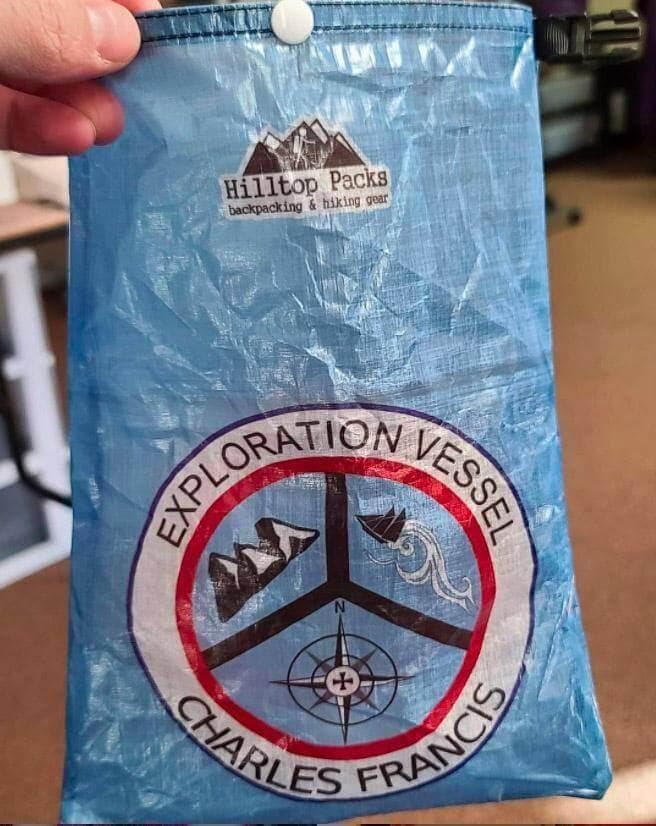 Hilltop Packs
backpacking & hiking gear
EXPLORATION VESSEL
N
CHARLES FRANCIS